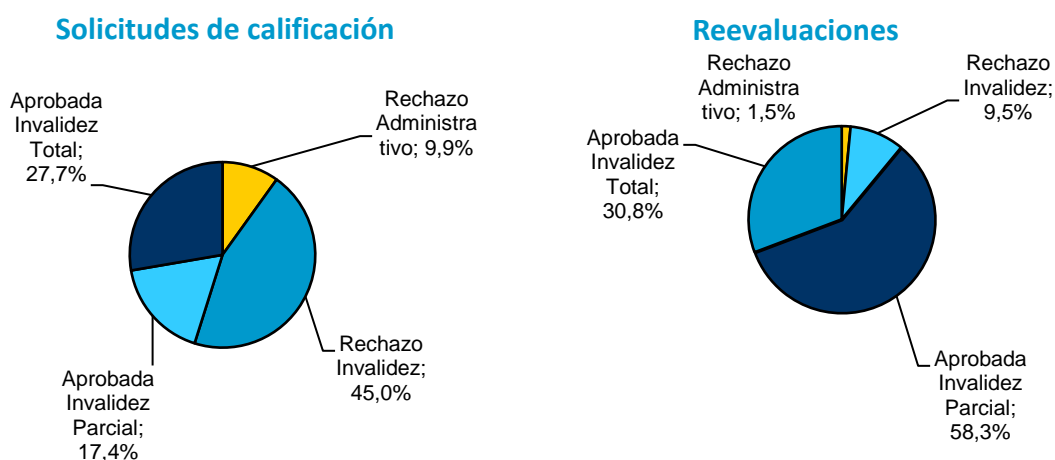 Solicitudes de calificación
Aprobada
Invalidez
Total;
27,7%
Rechazo
Administra
tivo; 9,9%
Aprobada
Invalidez
Parcial;
17,4%
Rechazo
Invalidez;
45,0%
Reevaluaciones
Rechazo
Administra
tivo; 1,5%
Rechazo
Invalidez;
9,5%
Aprobada
Invalidez
Total;
30,8%
Aprobada
Invalidez
Parcial;
58,3%